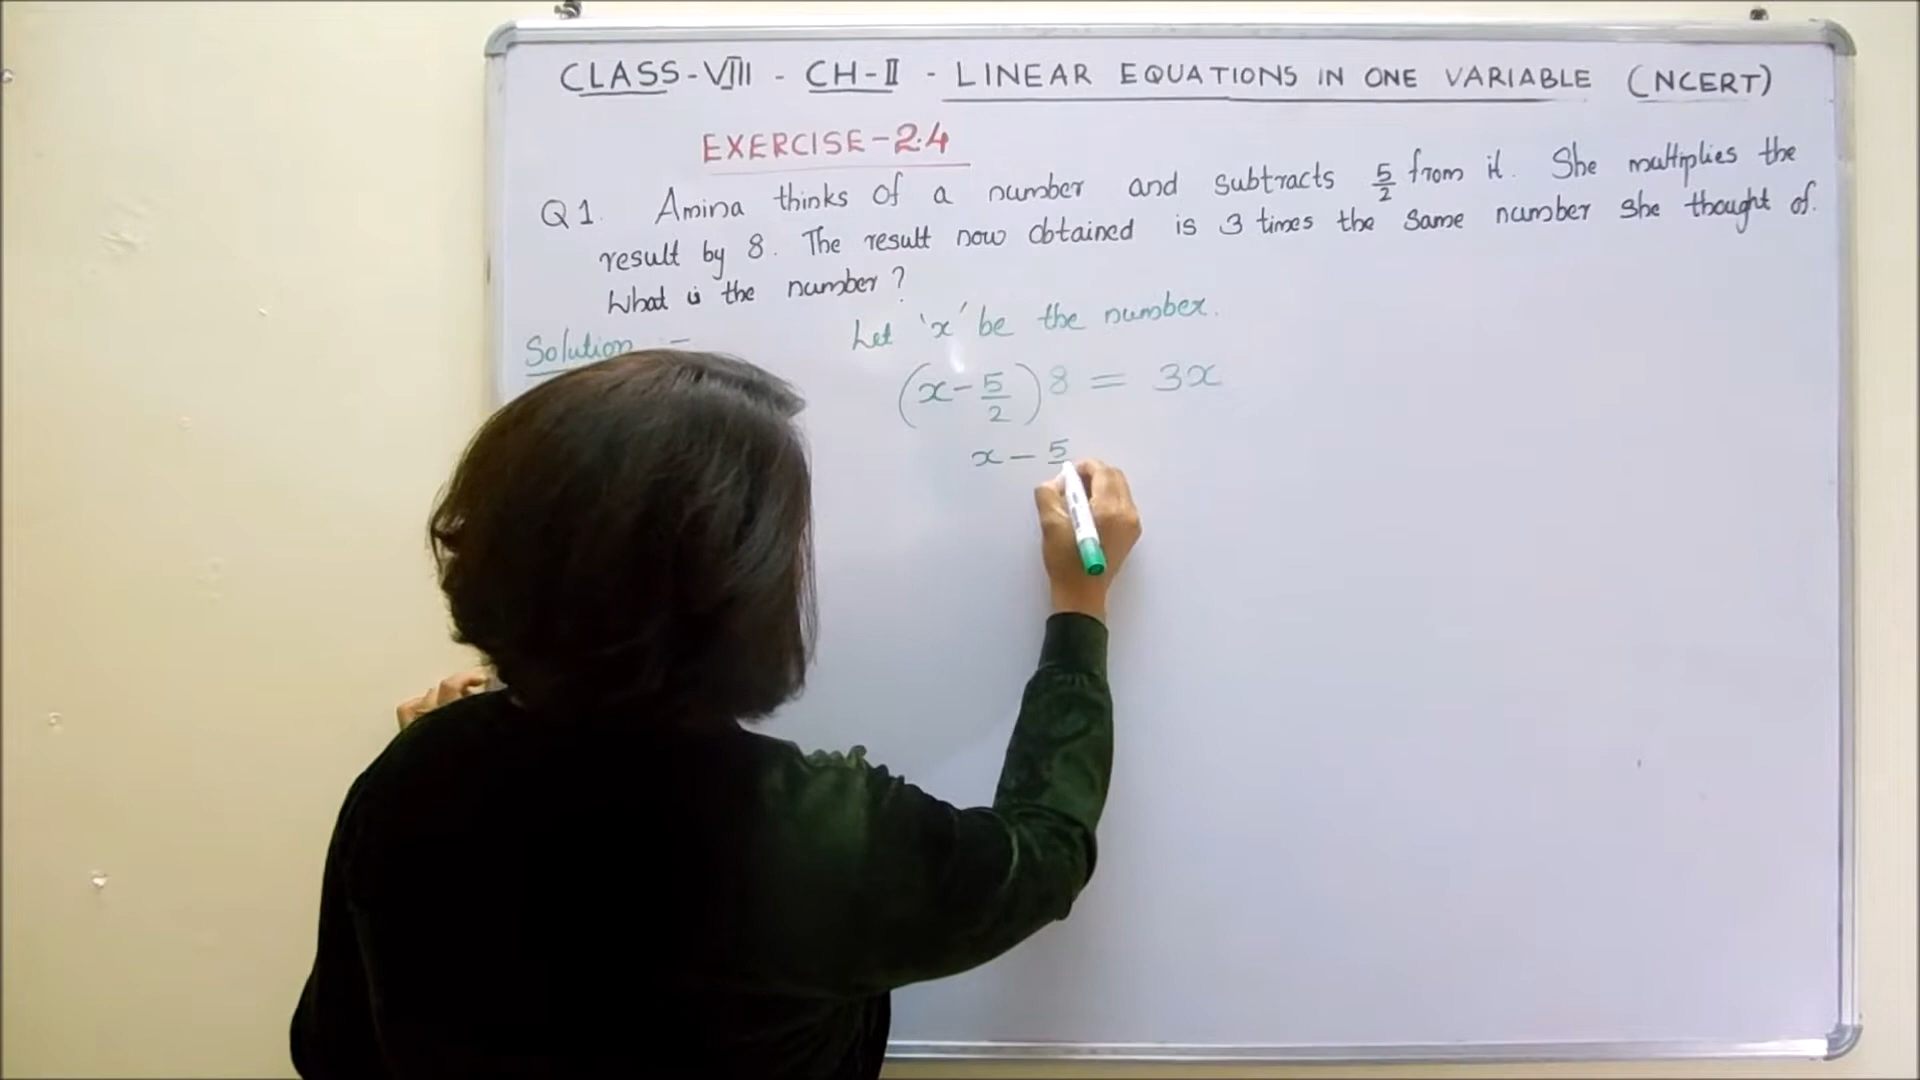 CLASS-VIII - CH-II - LINEAR EQUATIONS IN ONE VARIABLE (NCERT)
EXERCISE-2.4
Q1. Amina thinks of a number and subtracts 5/2 from it. She multiplies the
result by 8. The result now obtained is 3 times the same number she thought of.
What is the number?
Solution :- Let 'x' be the number.
(x - 5/2) 8 = 3x
x - 5